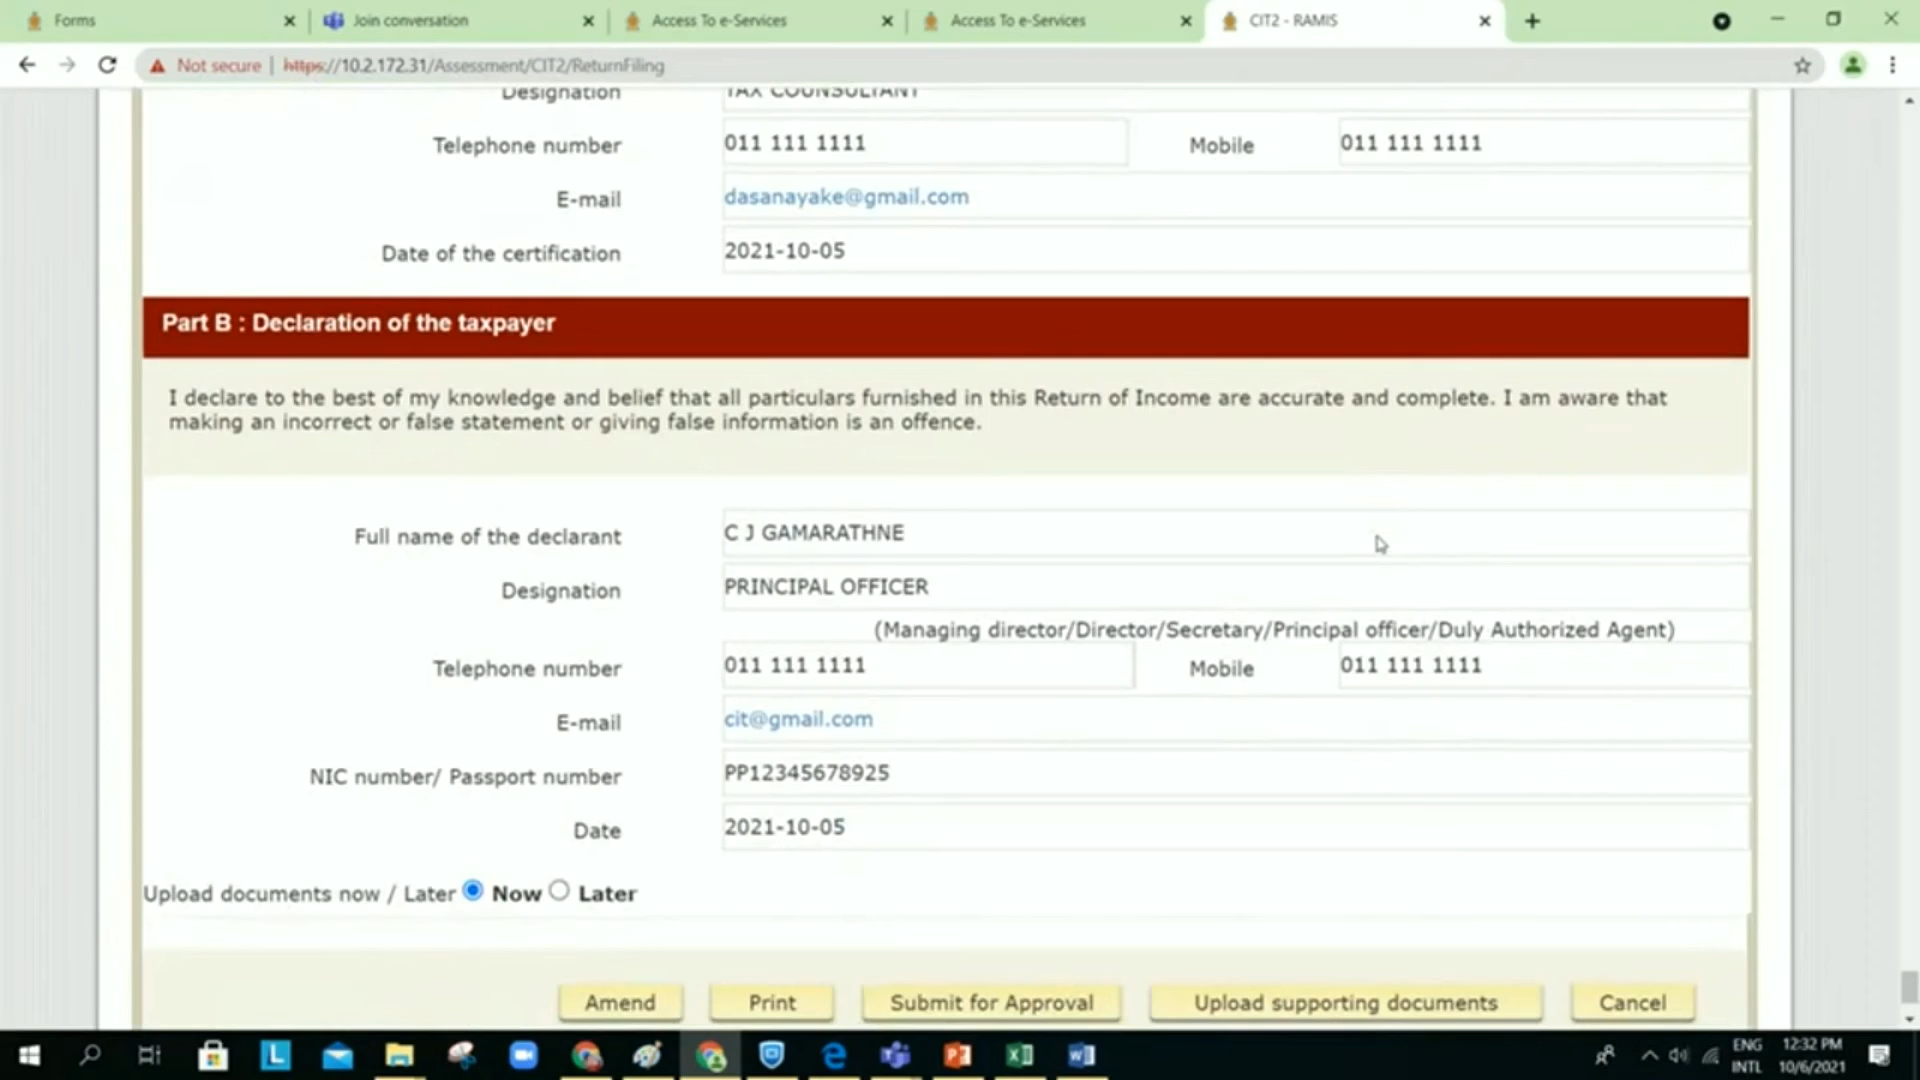 Forms
Join conversation
Access To e-Services
Access To e-Services
CIT2 - RAMIS
Not secure | https://10.2.172.31/Assessment/CIT2/ReturnFiling
Designation TAX COUNSULTANT
Telephone number 011 111 1111 Mobile 011 111 1111
E-mail dasanayake@gmail.com
Date of the certification 2021-10-05
Part B : Declaration of the taxpayer
I declare to the best of my knowledge and belief that all particulars furnished in this Return of Income are accurate and complete. I am aware that
making an incorrect or false statement or giving false information is an offence.
Full name of the declarant C J GAMARATHNE
Designation PRINCIPAL OFFICER
(Managing director/Director/Secretary/Principal officer/Duly Authorized Agent)
Telephone number 011 111 1111 Mobile 011 111 1111
E-mail cit@gmail.com
NIC number/ Passport number PP12345678925
Date 2021-10-05
Upload documents now / Later Now Later
Amend Print Submit for Approval Upload supporting documents Cancel
ENG 12:32 PM
INTL 10/6/2021